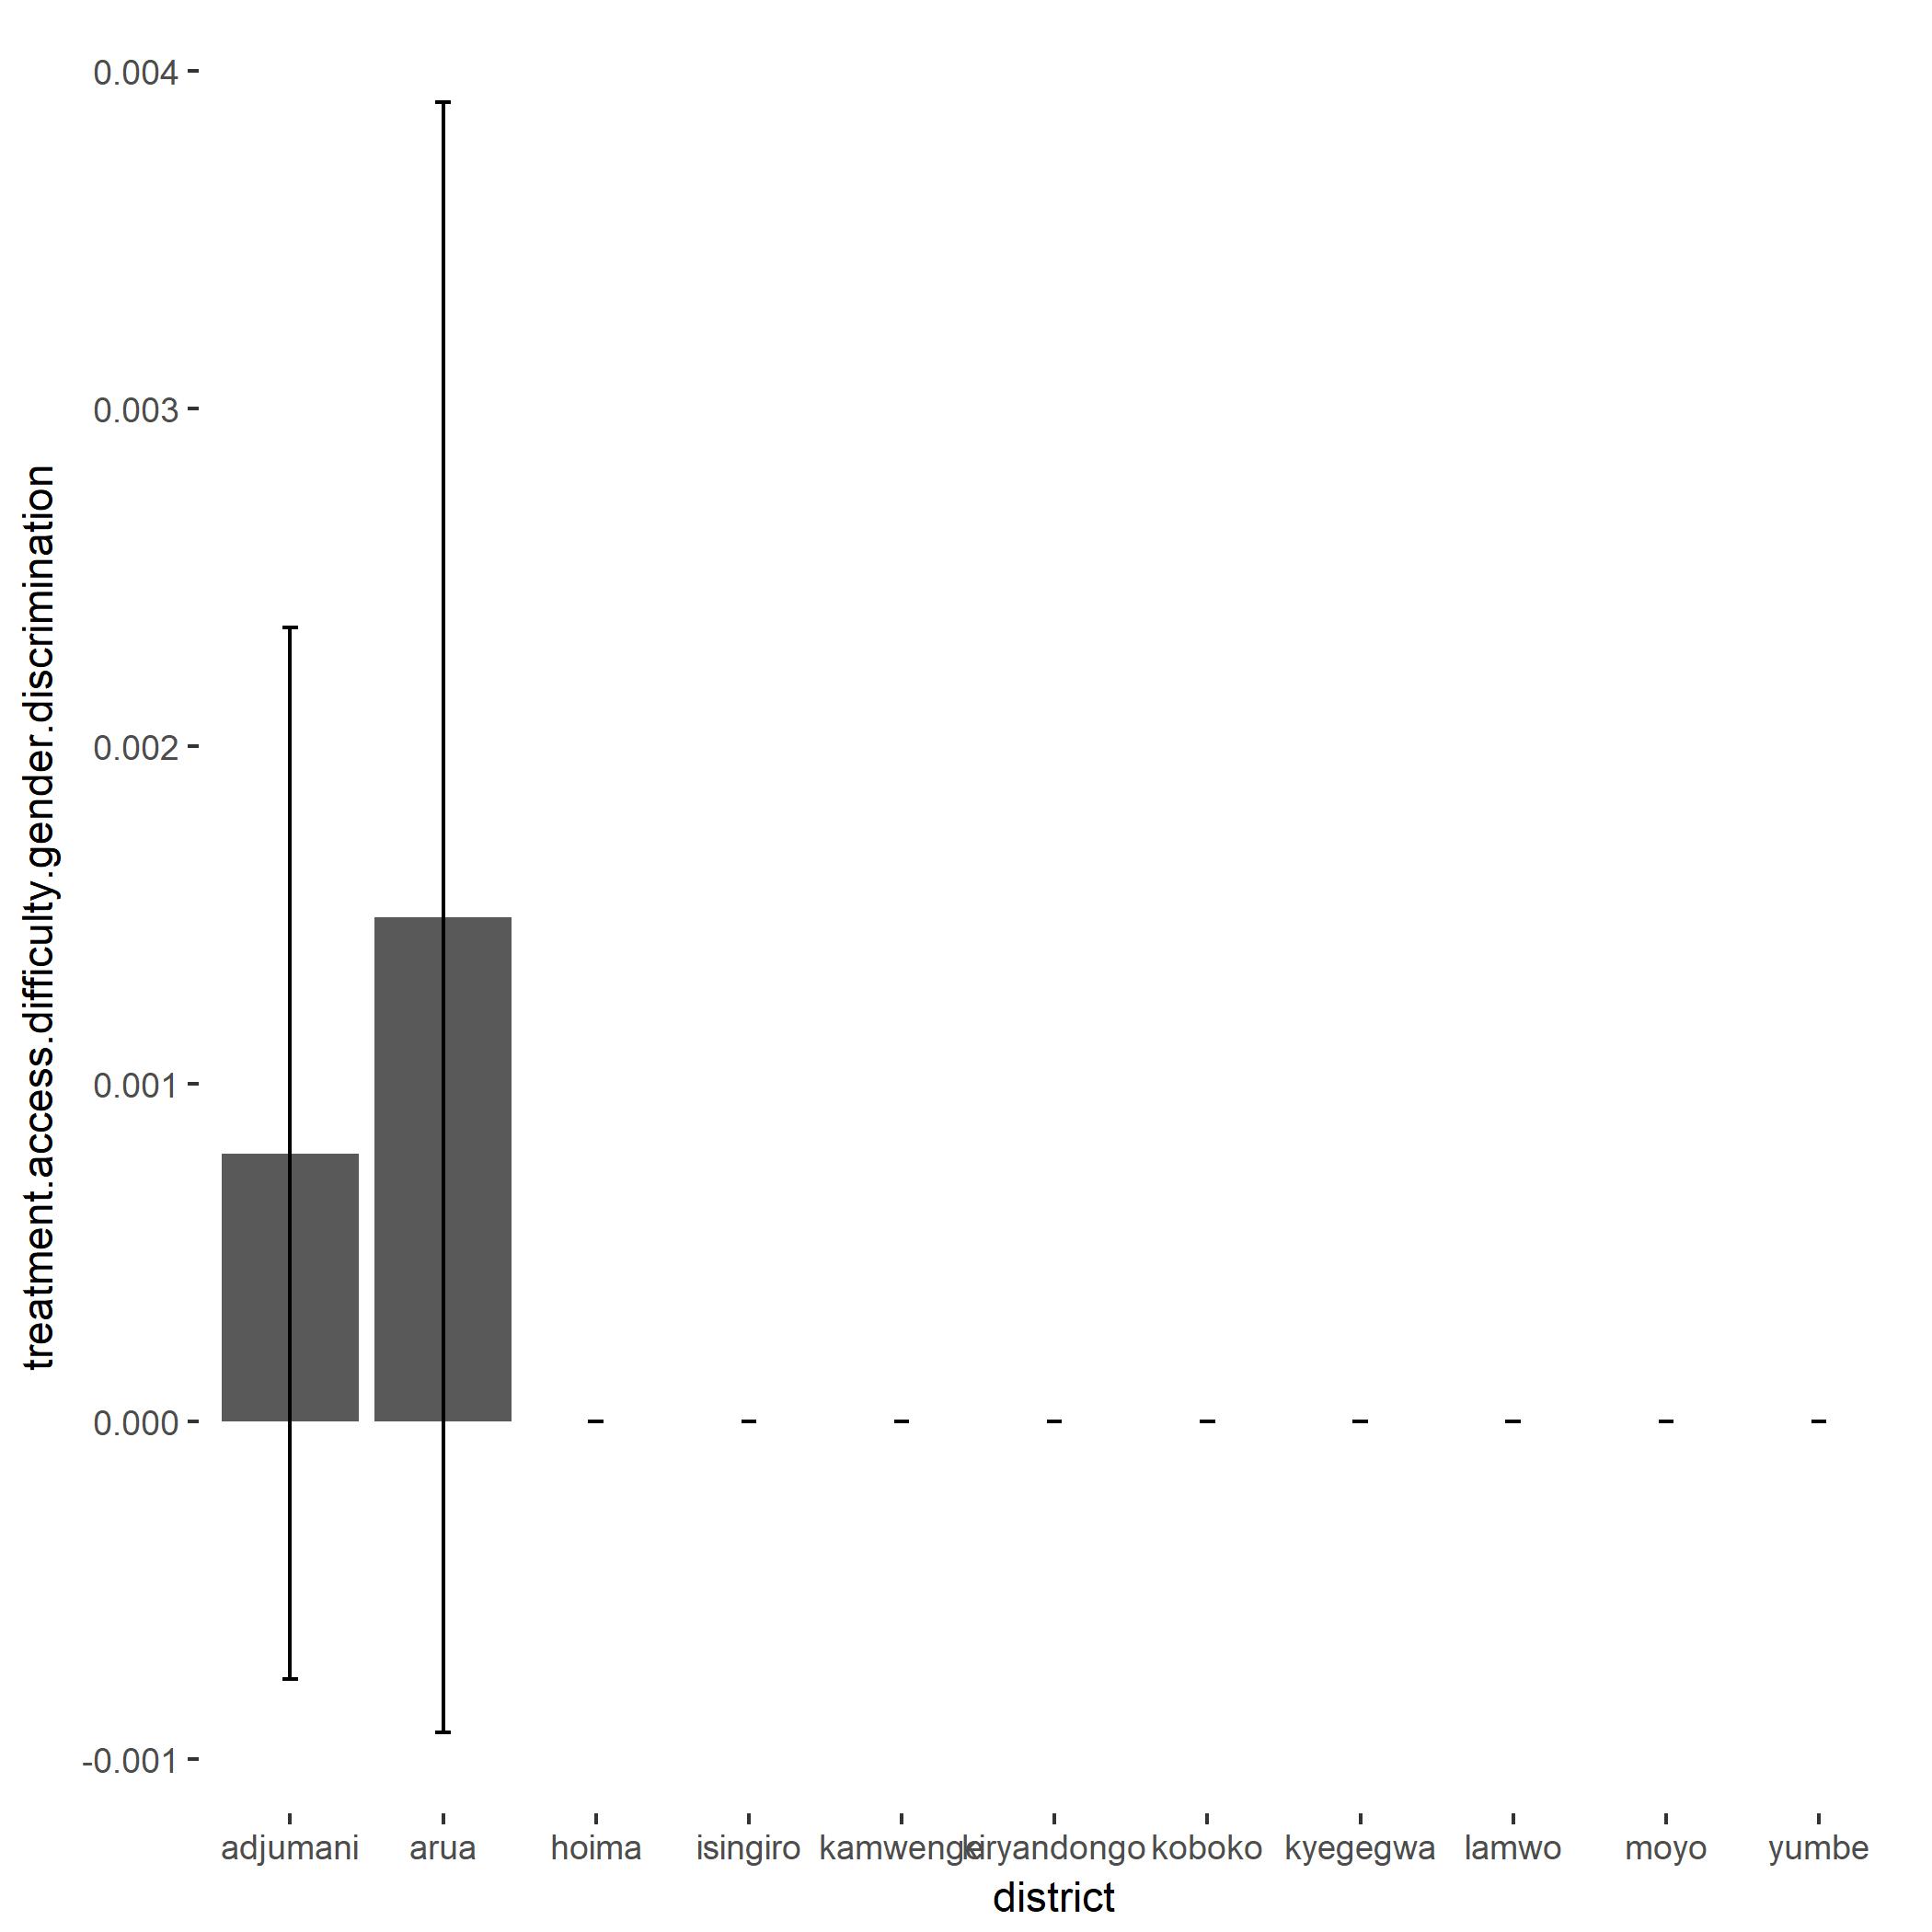 treatment.access.difficulty.gender.discrimination
0.004
0.003
0.002
0.001
0.000
-0.001
adjumani arua hoima isingiro kamwenge kiryandongo koboko kyegegwa lamwo moyo yumbe
district